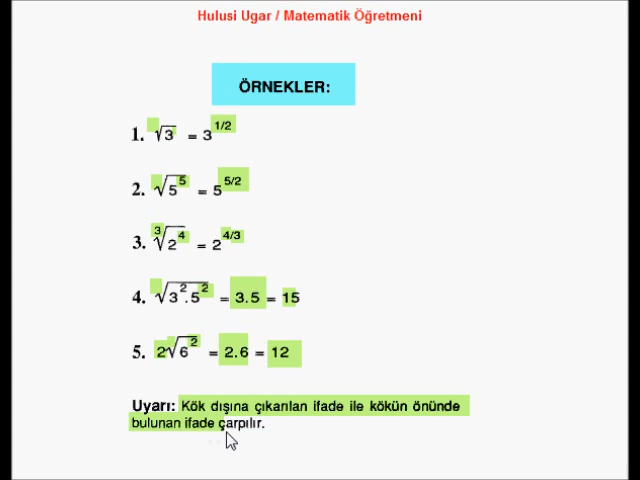 Hulusi Ugar / Matematik Öğretmeni
ÖRNEKLER:
1. √3 = 3^1/2
2. √5^5 = 5^5/2
3. ³√2^4 = 2^4/3
4. √3^2.5^2 = 3.5 = 15
5. 2√6^2 = 2.6 = 12
Uyarı: Kök dışına çıkarılan ifade ile kökün önünde
bulunan ifade çarpılır.